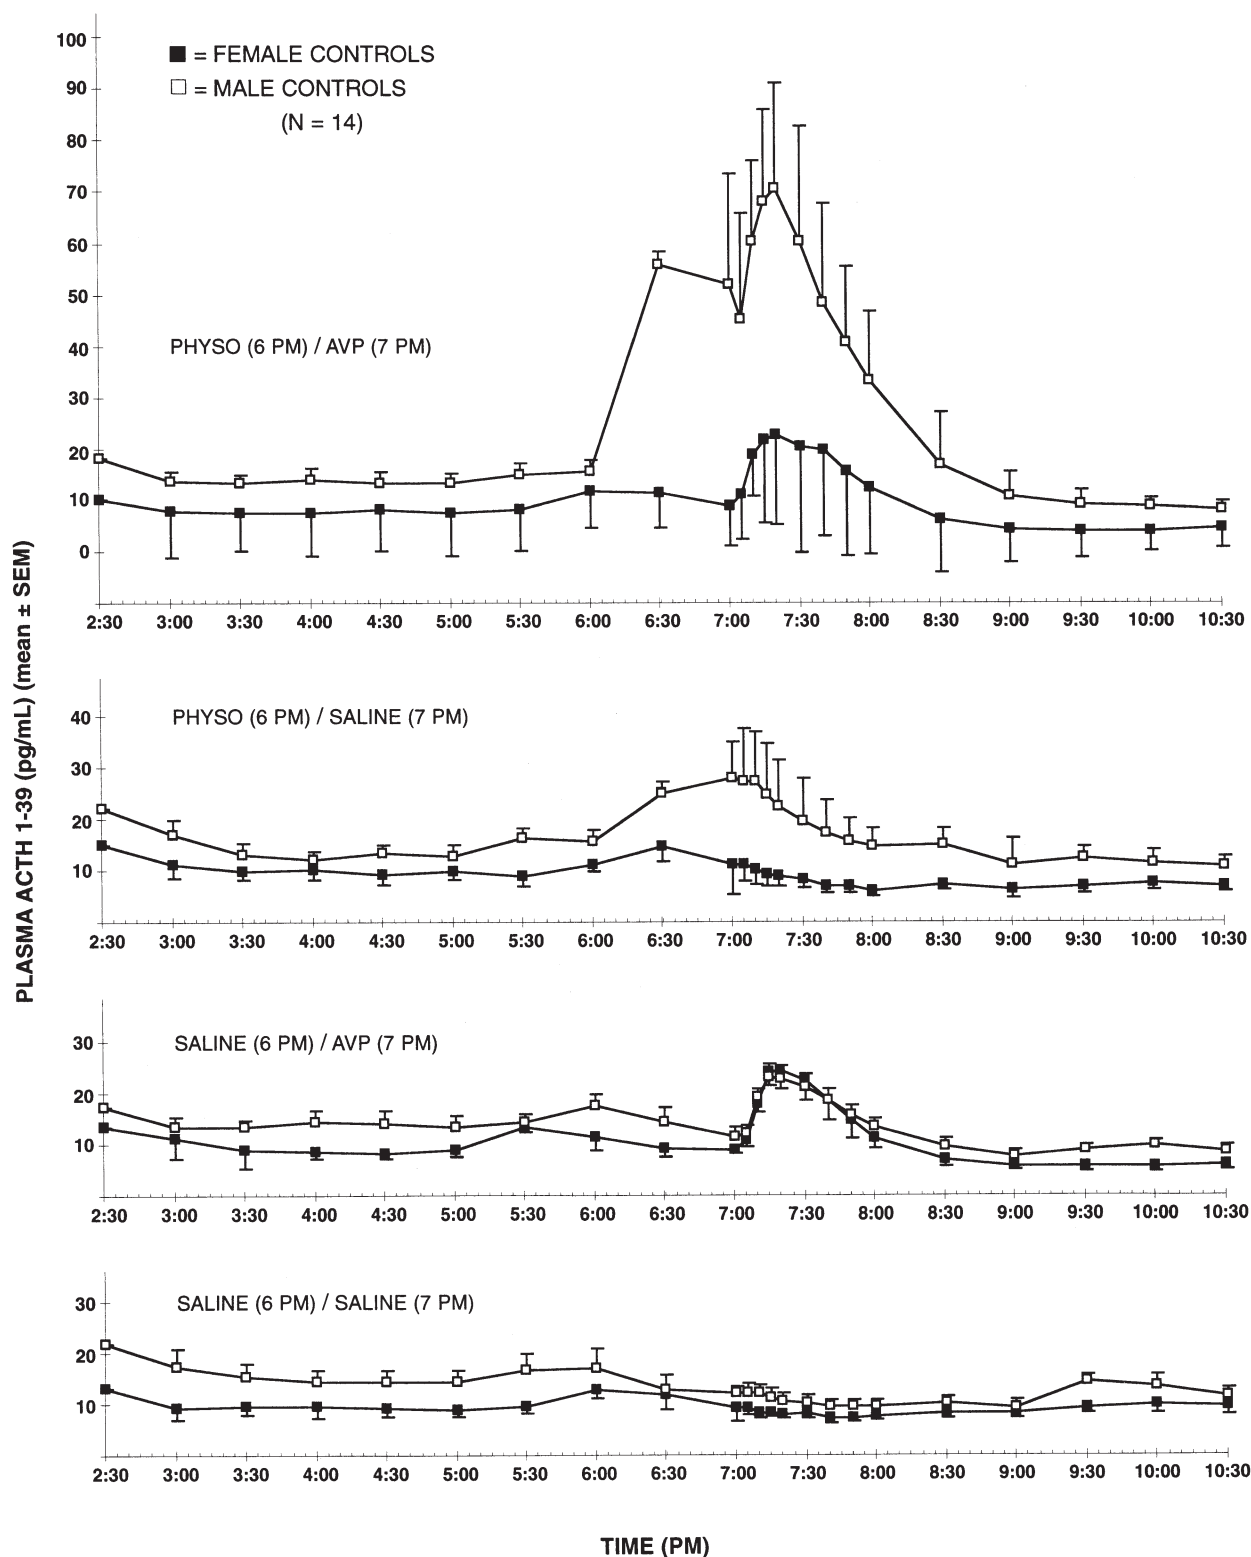 100
90
80
70
60
50
40
30
20
10
0
■ = FEMALE CONTROLS
□ = MALE CONTROLS
(N = 14)
PHYSO (6 PM) / AVP (7 PM)
2:30 3:00 3:30 4:00 4:30 5:00 5:30 6:00 6:30 7:00 7:30 8:00 8:30 9:00 9:30 10:00 10:30
PLASMA ACTH 1-39 (pg/mL) (mean ± SEM)
PHYSO (6 PM) / SALINE (7 PM)
40
30
20
10
2:30 3:00 3:30 4:00 4:30 5:00 5:30 6:00 6:30 7:00 7:30 8:00 8:30 9:00 9:30 10:00 10:30
SALINE (6 PM) / AVP (7 PM)
30
20
10
2:30 3:00 3:30 4:00 4:30 5:00 5:30 6:00 6:30 7:00 7:30 8:00 8:30 9:00 9:30 10:00 10:30
SALINE (6 PM) / SALINE (7 PM)
30
20
10
2:30 3:00 3:30 4:00 4:30 5:00 5:30 6:00 6:30 7:00 7:30 8:00 8:30 9:00 9:30 10:00 10:30
TIME (PM)